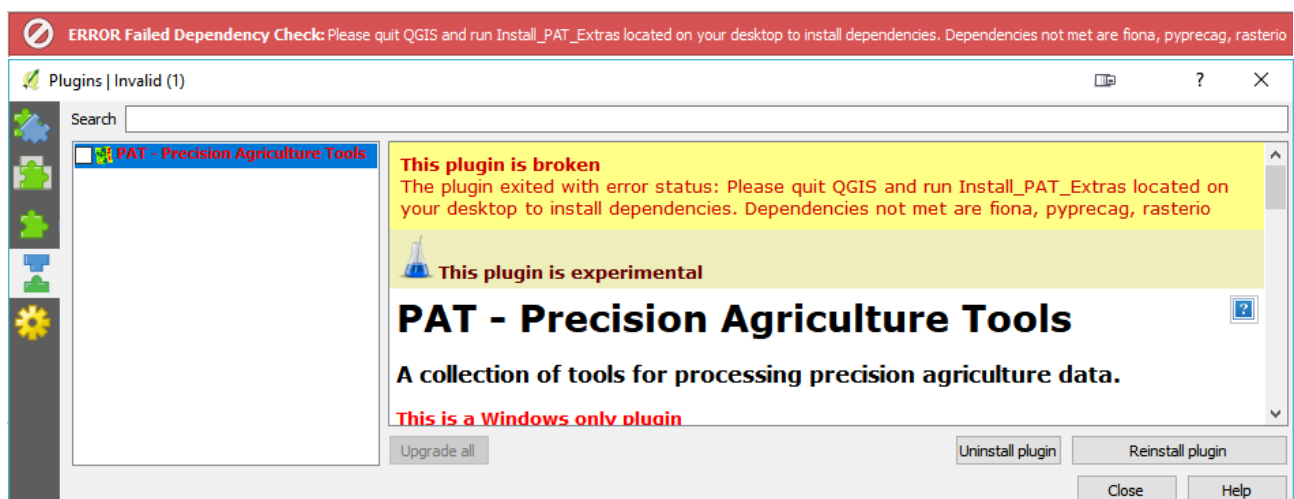 ERROR Failed Dependency Check: Please quit QGIS and run Install_PAT_Extras located on your desktop to install dependencies. Dependencies not met are fiona, pyprecag, rasterio
Plugins | Invalid (1)
?
Search
PAT - Precision Agriculture Tools
This plugin is broken
The plugin exited with error status: Please quit QGIS and run Install_PAT_Extras located on
your desktop to install dependencies. Dependencies not met are fiona, pyprecag, rasterio
This plugin is experimental
PAT - Precision Agriculture Tools
?
A collection of tools for processing precision agriculture data.
This is a Windows only plugin
Upgrade all
Uninstall plugin
Reinstall plugin
Close
Help